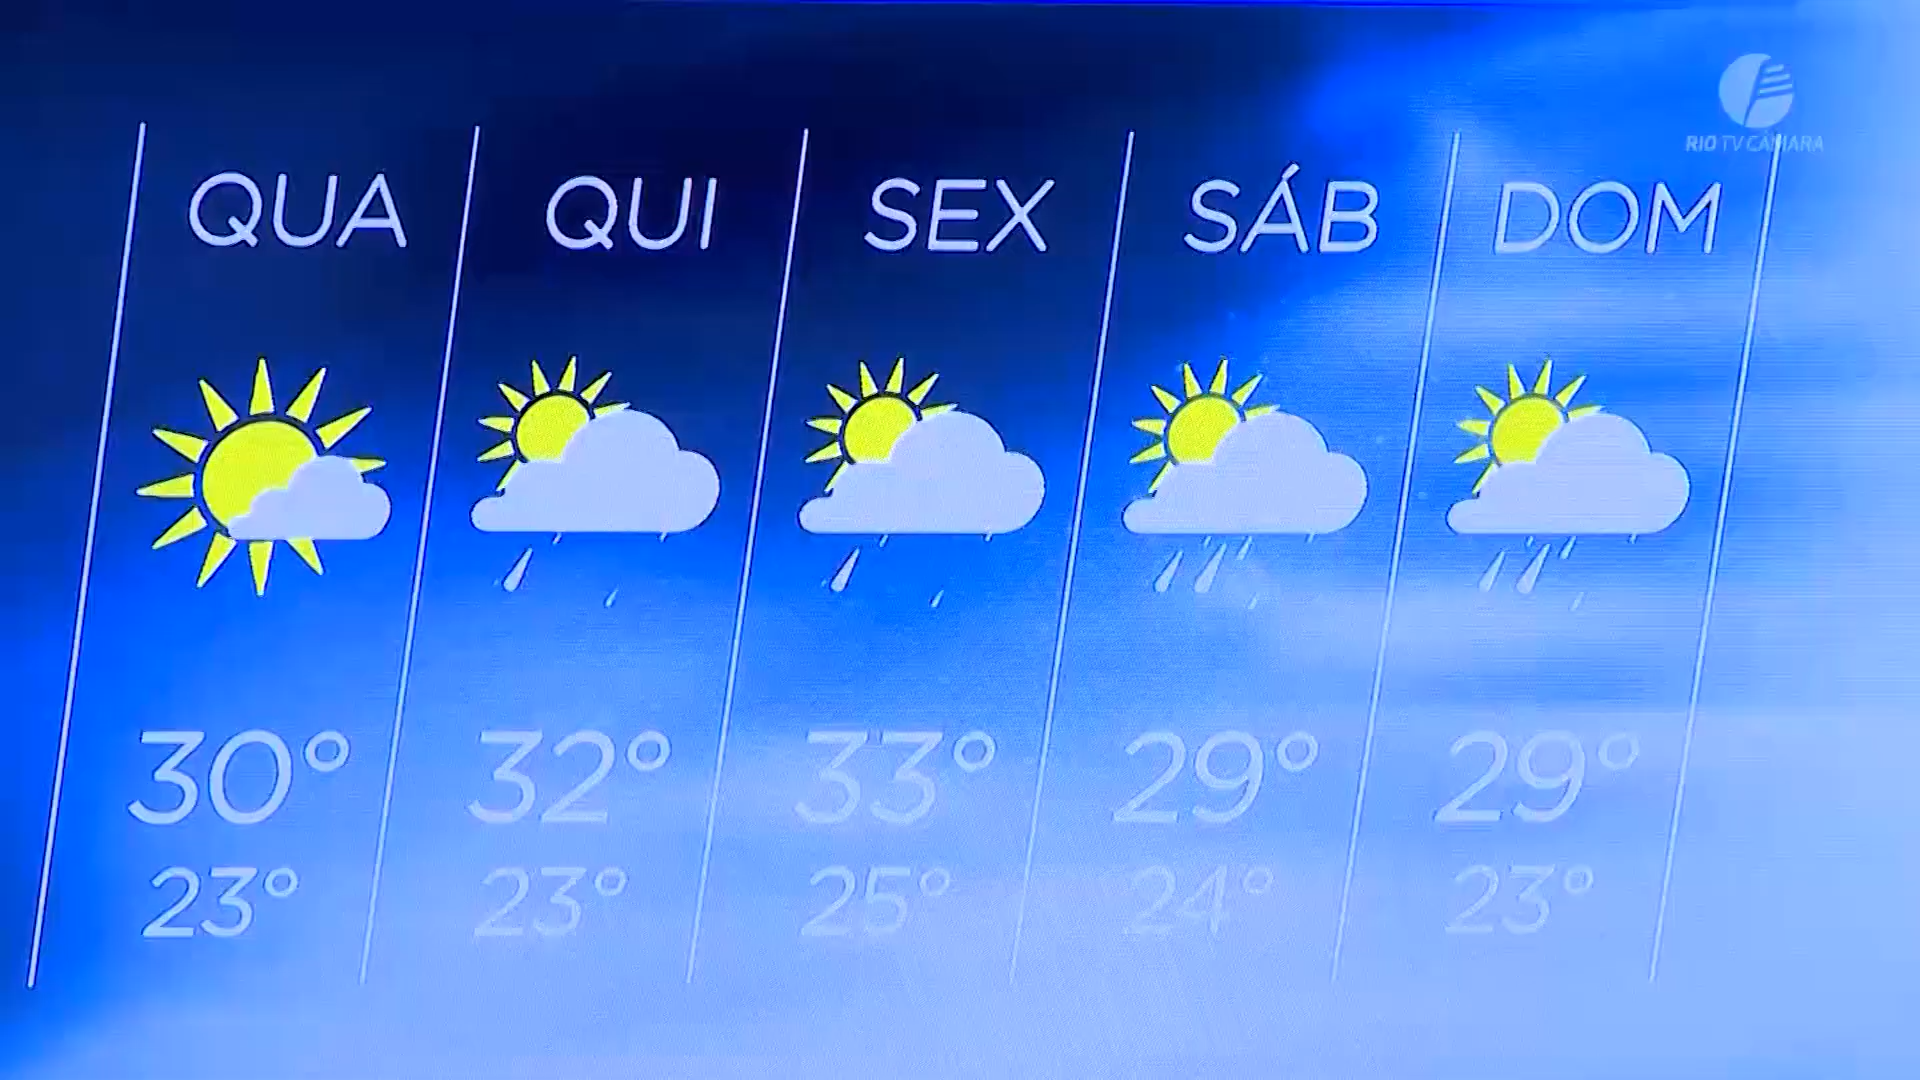 RIO TV CÂMARA
QUA QUI SEX SÁB DOM
30° 32° 33° 29° 29°
23° 23° 25° 24° 23°